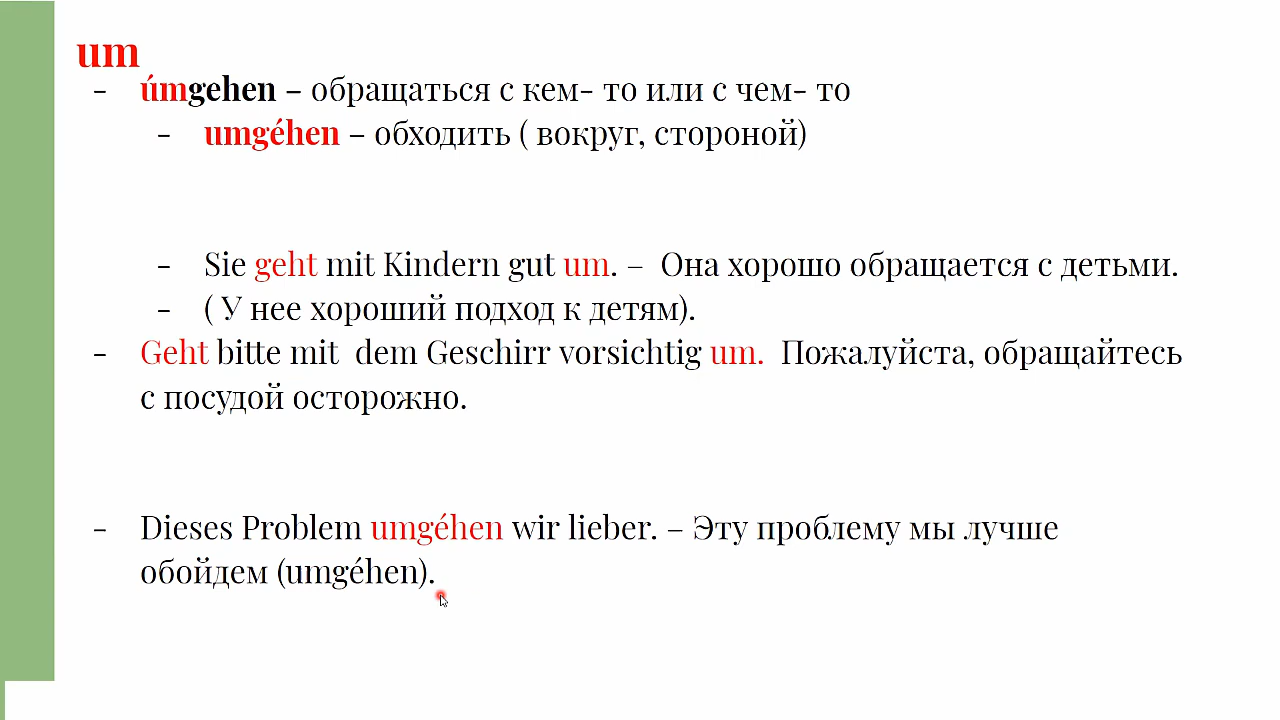 um
- úmgehen – обращаться с кем- то или с чем- то
- umgéhen – обходить ( вокруг, стороной)
- Sie geht mit Kindern gut um. – Она хорошо обращается с детьми.
- ( У нее хороший подход к детям).
- Geht bitte mit dem Geschirr vorsichtig um. Пожалуйста, обращайтесь
с посудой осторожно.
- Dieses Problem umgéhen wir lieber. – Эту проблему мы лучше
обойдем (umgéhen).